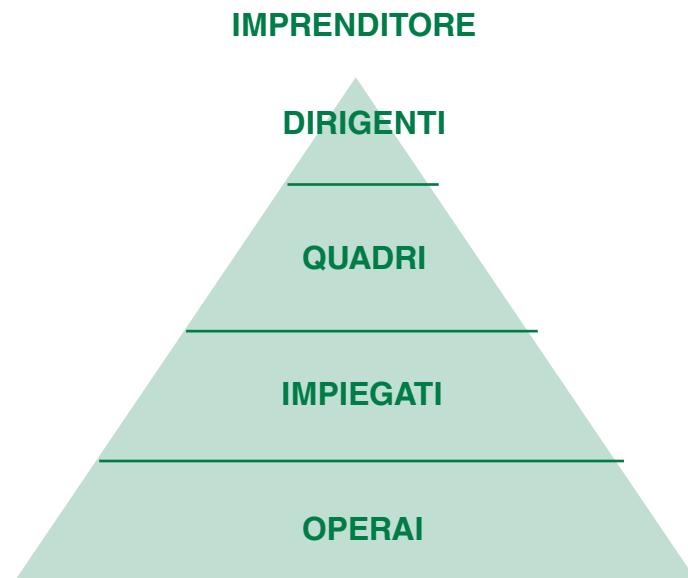 IMPRENDITORE
DIRIGENTI
QUADRI
IMPIEGATI
OPERAI